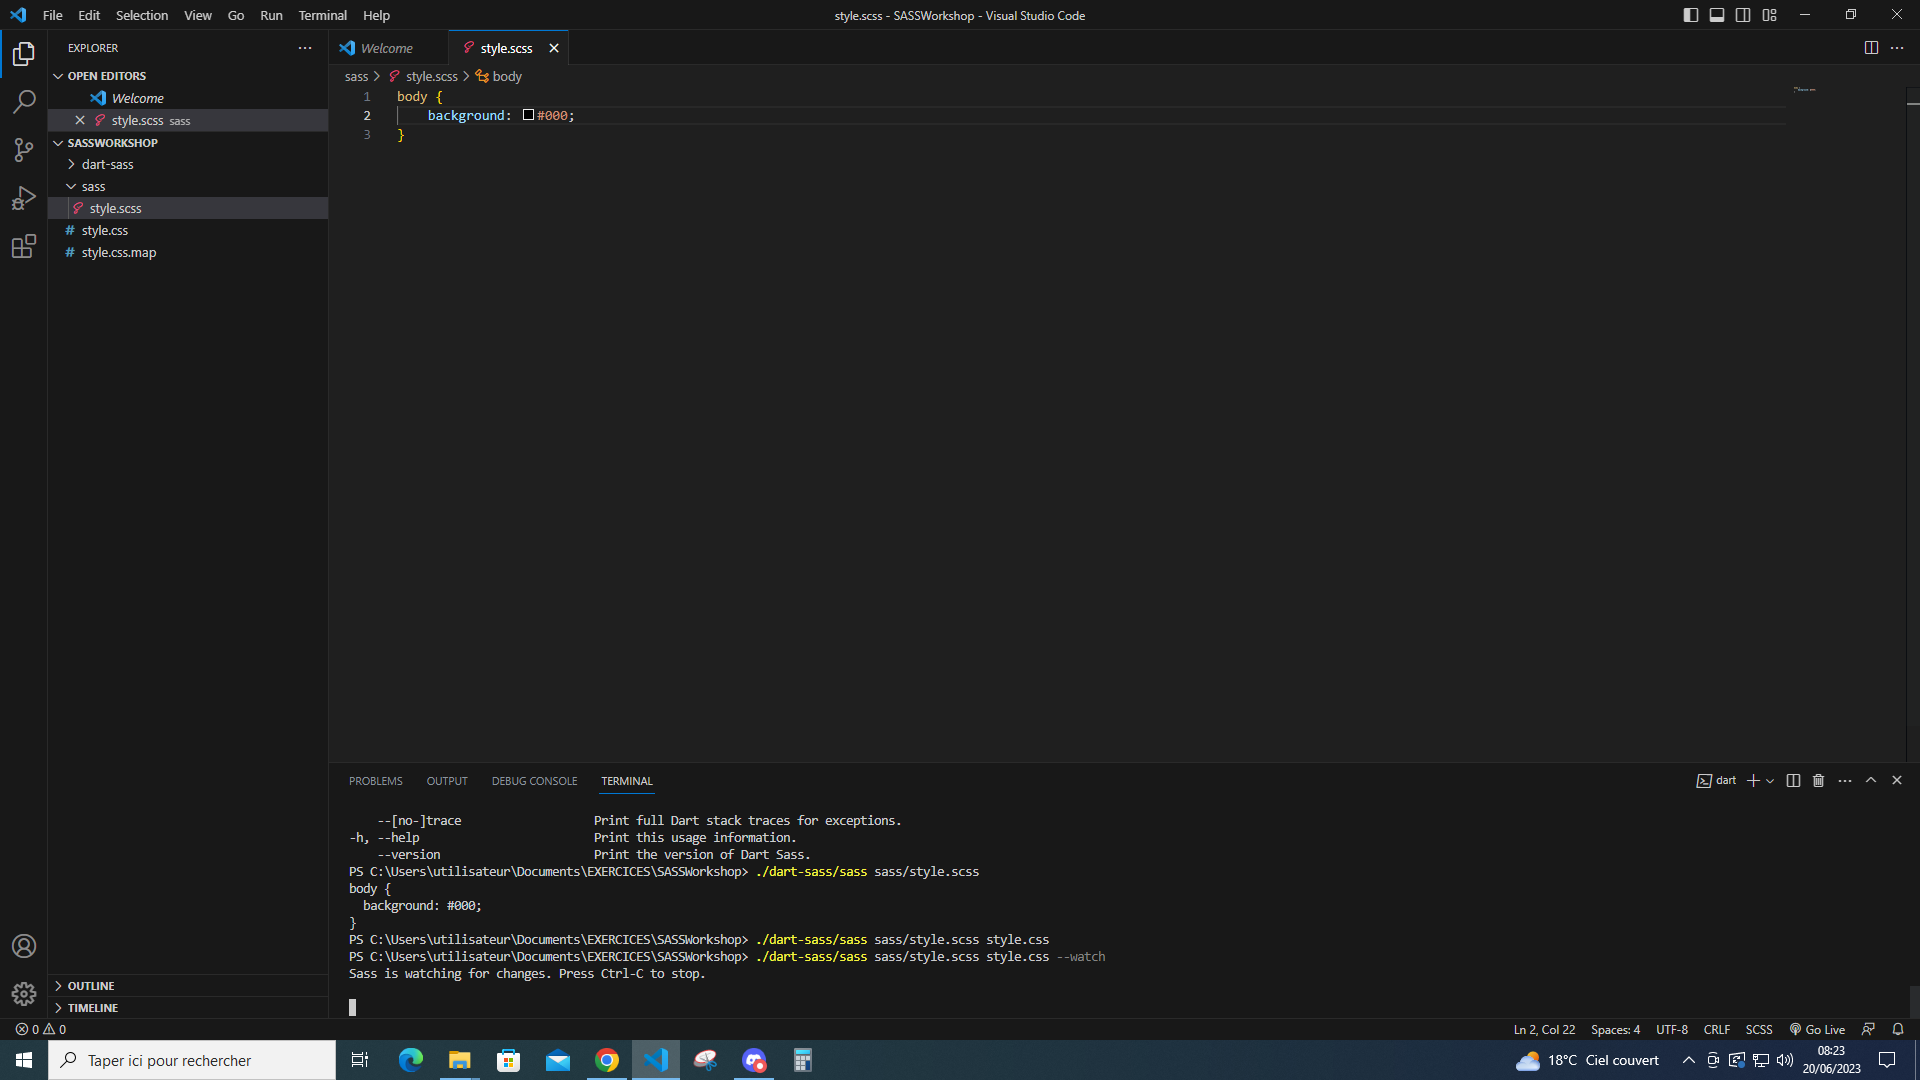 File Edit Selection View Go Run Terminal Help
style.scss - SASSWorkshop - Visual Studio Code
EXPLORER
OPEN EDITORS
Welcome
style.scss sass
SASSWORKSHOP
dart-sass
sass
style.scss
style.css
style.css.map
OUTLINE
TIMELINE
Welcome
style.scss
sass > style.scss > body
1 body {
2 background: #000;
3 }
PROBLEMS OUTPUT DEBUG CONSOLE TERMINAL
dart
--[no-]trace Print full Dart stack traces for exceptions.
-h, --help Print this usage information.
--version Print the version of Dart Sass.
PS C:\Users\utilisateur\Documents\EXERCICES\SASSWorkshop> ./dart-sass/sass sass/style.scss
body {
background: #000;
}
PS C:\Users\utilisateur\Documents\EXERCICES\SASSWorkshop> ./dart-sass/sass sass/style.scss style.css
PS C:\Users\utilisateur\Documents\EXERCICES\SASSWorkshop> ./dart-sass/sass sass/style.scss style.css --watch
Sass is watching for changes. Press Ctrl-C to stop.
0 0
Ln 2, Col 22 Spaces: 4 UTF-8 CRLF SCSS Go Live
Taper ici pour rechercher
18°C Ciel couvert
08:23
20/06/2023